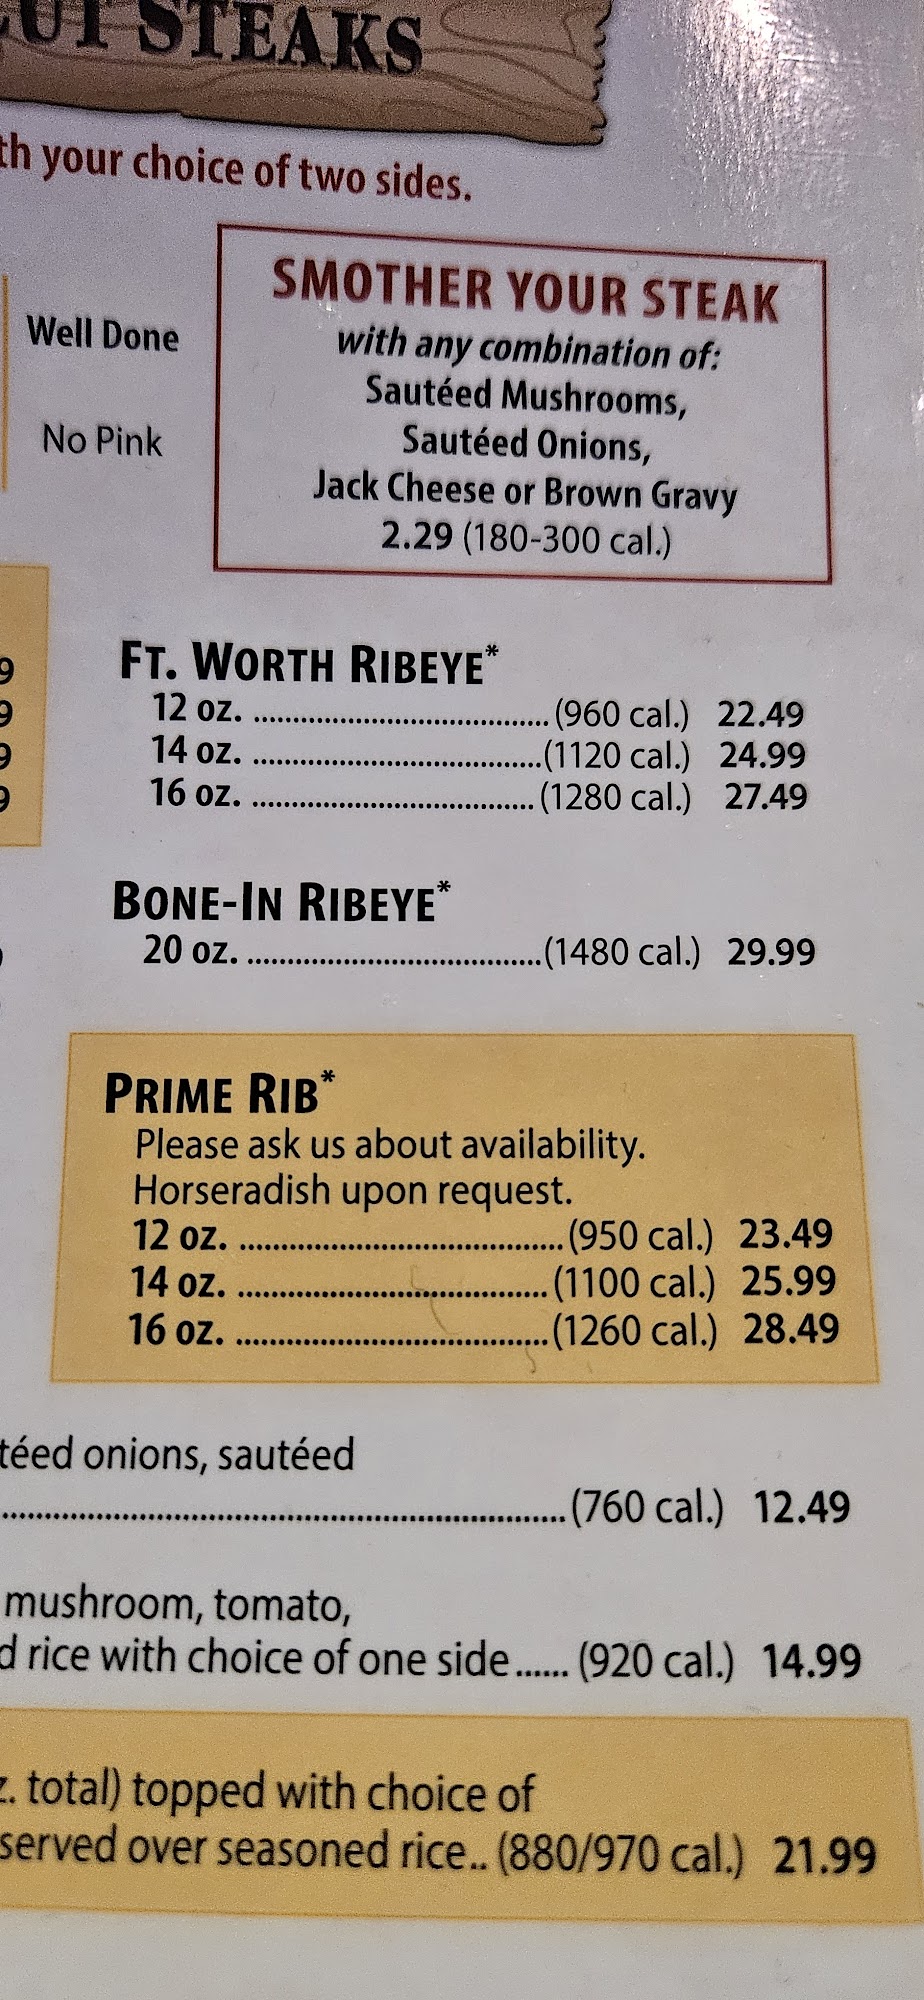 STEAKS
your choice of two sides.
Well Done
No Pink
SMOTHER YOUR STEAK
with any combination of:
Sautéed Mushrooms,
Sautéed Onions,
Jack Cheese or Brown Gravy
2.29 (180-300 cal.)
FT. WORTH RIBEYE*
12 oz. (960 cal.) 22.49
14 oz. (1120 cal.) 24.99
16 oz. (1280 cal.) 27.49
BONE-IN RIBEYE*
20 oz. (1480 cal.) 29.99
PRIME RIB*
Please ask us about availability.
Horseradish upon request.
12 oz. (950 cal.) 23.49
14 oz. (1100 cal.) 25.99
16 oz. (1260 cal.) 28.49
onions, sautéed
(760 cal.) 12.49
mushroom, tomato,
rice with choice of one side...... (920 cal.) 14.99
total) topped with choice of
served over seasoned rice.. (880/970 cal.) 21.99